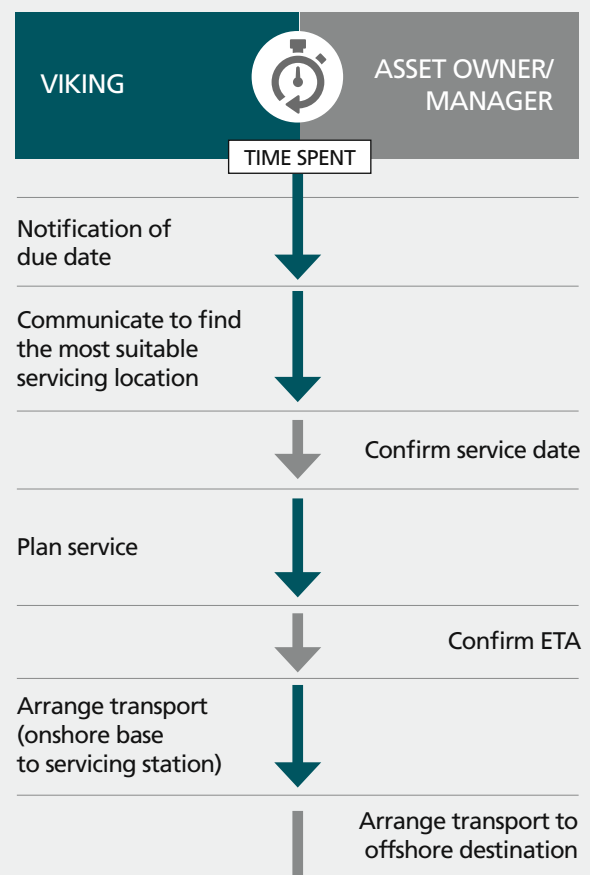 VIKING
ASSET OWNER/
MANAGER
TIME SPENT
Notification of
due date
Communicate to find
the most suitable
servicing location
Confirm service date
Plan service
Confirm ETA
Arrange transport
(onshore base
to servicing station)
Arrange transport to
offshore destination